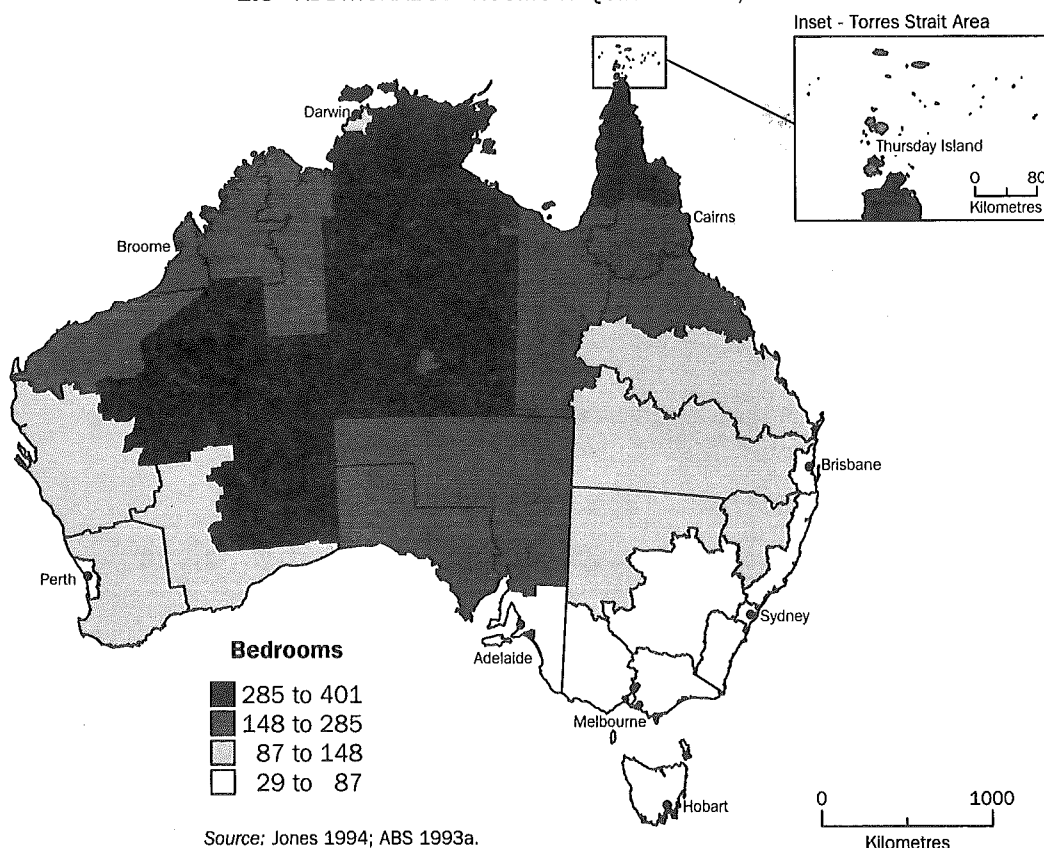 Inset - Torres Strait Area
Darwin
Thursday Island
0 80
Kilometres
Cairns
Broome
Brisbane
Perth
Sydney
Adelaide
Bedrooms
285 to 401
148 to 285
87 to 148
29 to 87
Melbourne
Hobart
0 1000
Kilometres
Source: Jones 1994; ABS 1993a.